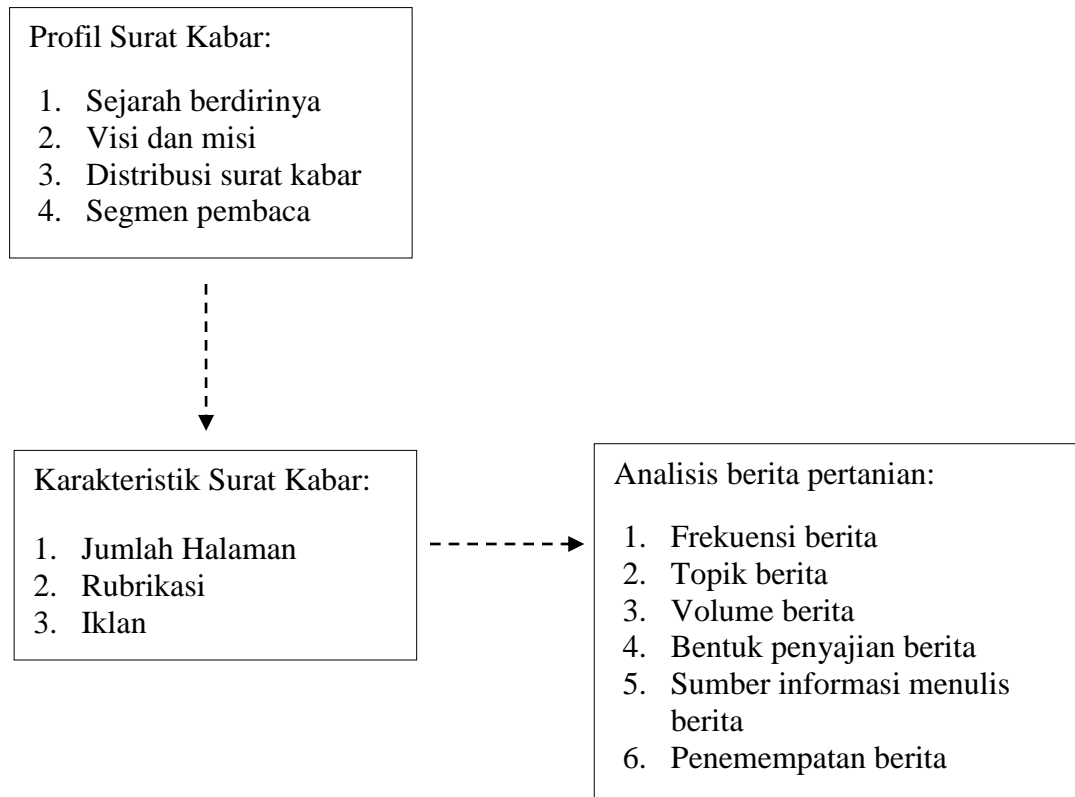 Profil Surat Kabar:
1. Sejarah berdirinya
2. Visi dan misi
3. Distribusi surat kabar
4. Segmen pembaca
Karakteristik Surat Kabar:
1. Jumlah Halaman
2. Rubrikasi
3. Iklan
Analisis berita pertanian:
1. Frekuensi berita
2. Topik berita
3. Volume berita
4. Bentuk penyajian berita
5. Sumber informasi menulis
berita
6. Penemempatan berita